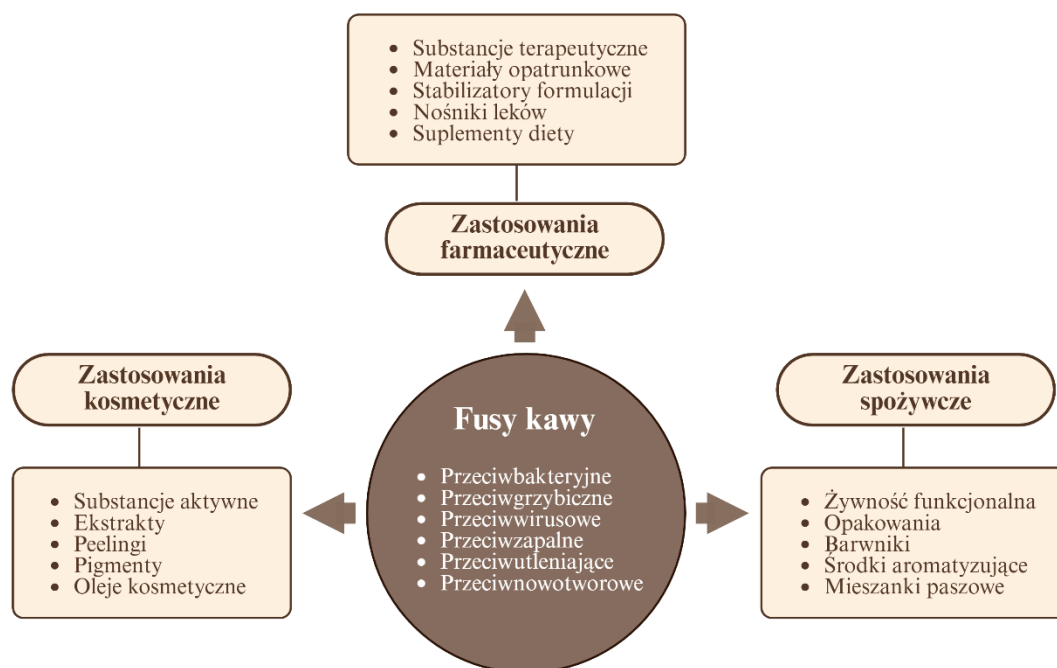 • Substancje terapeutyczne
• Materiały opatrunkowe
• Stabilizatory formulacji
• Nośniki leków
• Suplementy diety
Zastosowania
farmaceutyczne
Zastosowania
kosmetyczne
• Substancje aktywne
• Ekstrakty
• Peelingi
• Pigmenty
• Oleje kosmetyczne
Fusy kawy
• Przeciwbakteryjne
• Przeciwgrzybiczne
• Przeciwwirusowe
• Przeciwzapalne
• Przeciwutleniające
• Przeciwnowotworowe
Zastosowania
spożywcze
• Żywność funkcjonalna
• Opakowania
• Barwniki
• Środki aromatyzujące
• Mieszanki paszowe